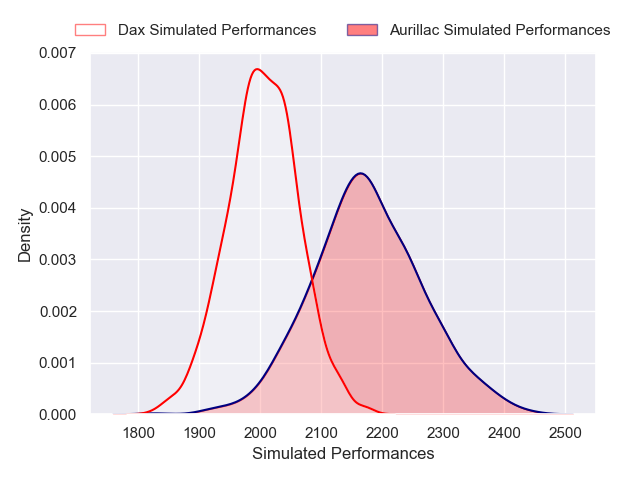 Dax Simulated Performances Aurillac Simulated Performances
0.007
0.006
0.005
0.004
0.003
0.002
0.001
0.000
Density
1800 1900 2000 2100 2200 2300 2400 2500
Simulated Performances